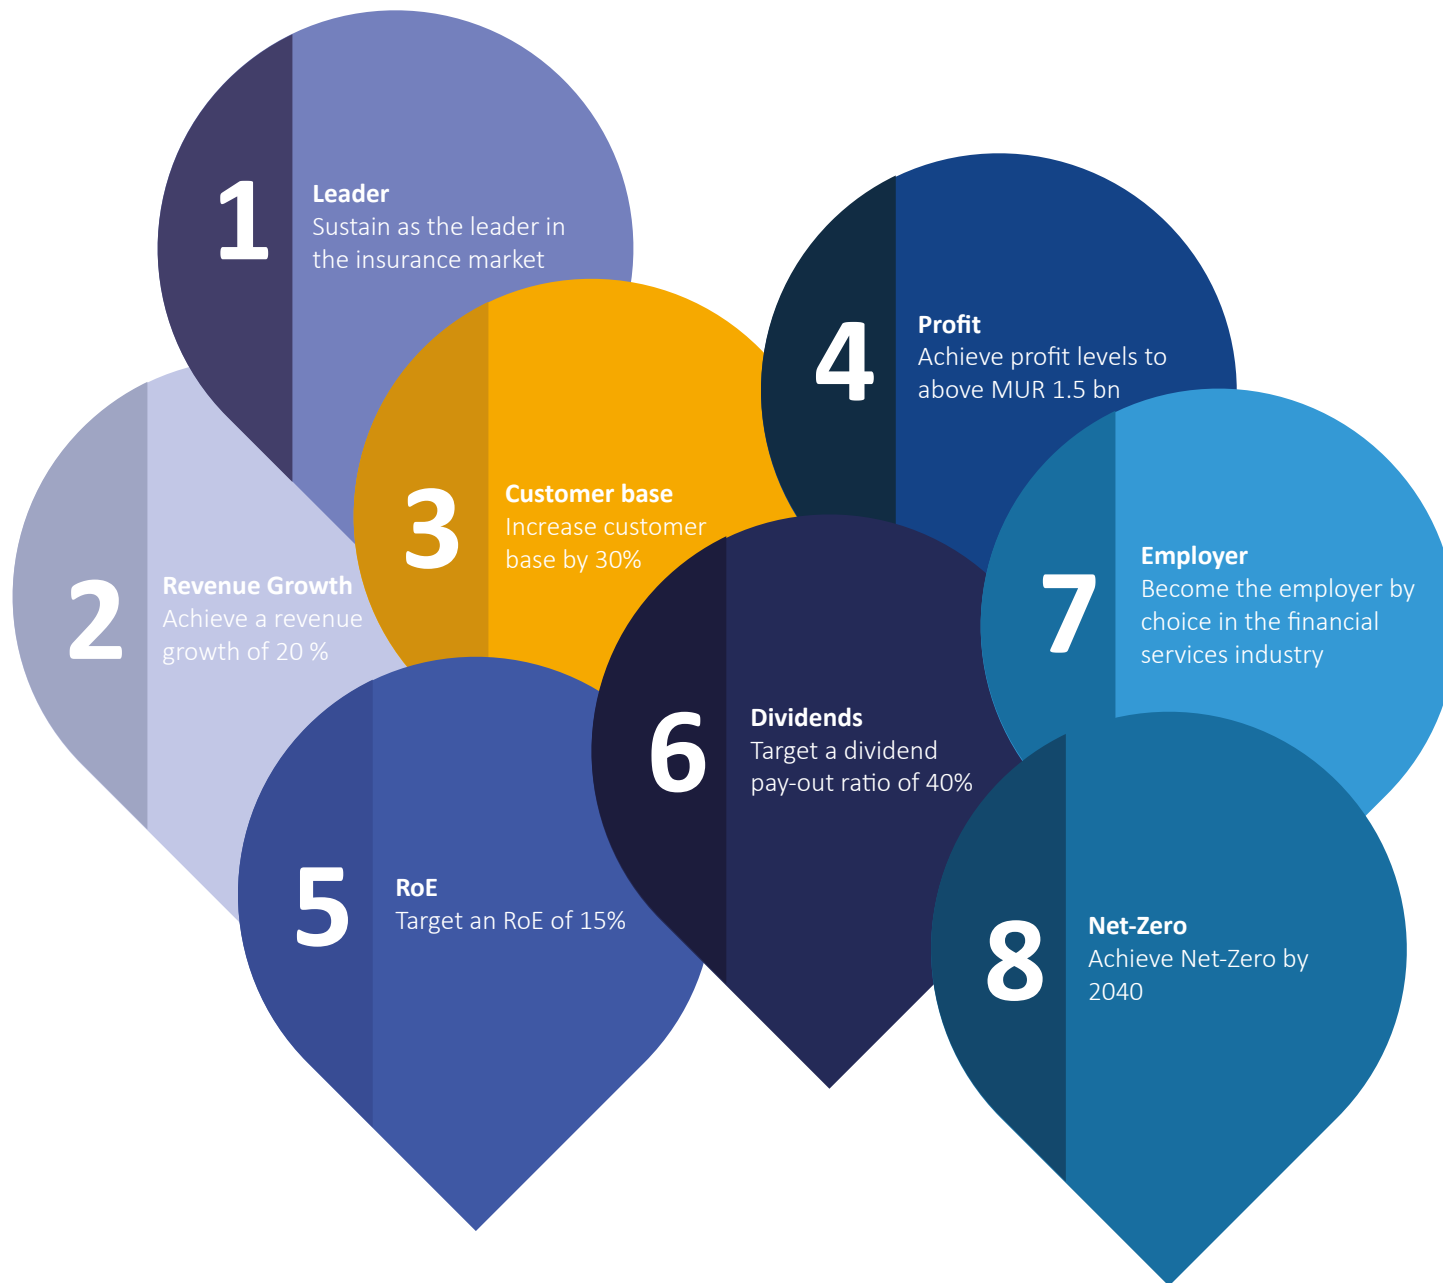 1
Leader
Sustain as the leader in
the insurance market
2
Revenue Growth
Achieve a revenue
growth of 20 %
3
Customer base
Increase customer
base by 30%
4
Profit
Achieve profit levels to
above MUR 1.5 bn
5
RoE
Target an RoE of 15%
6
Dividends
Target a dividend
pay-out ratio of 40%
7
Employer
Become the employer by
choice in the financial
services industry
8
Net-Zero
Achieve Net-Zero by
2040